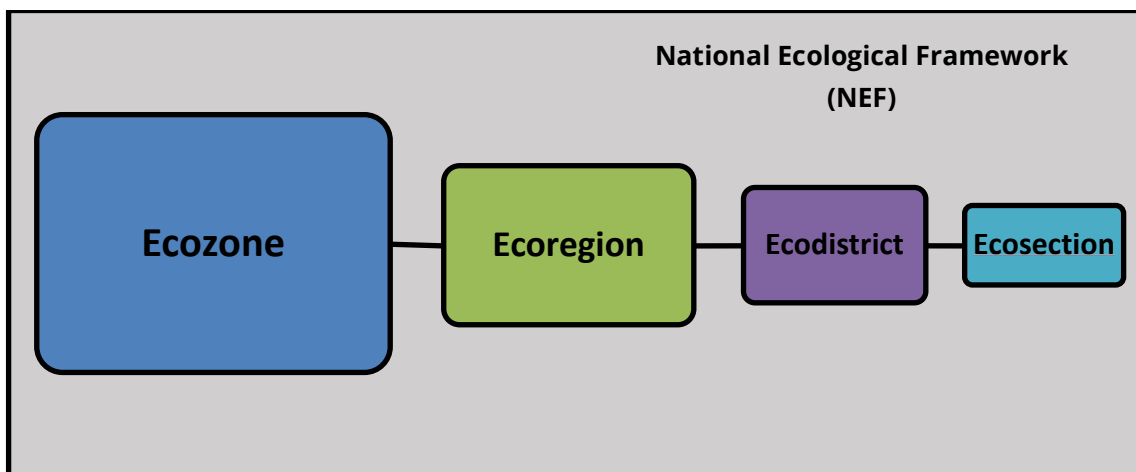 National Ecological Framework
(NEF)
Ecozone
Ecoregion
Ecodistrict
Ecosection